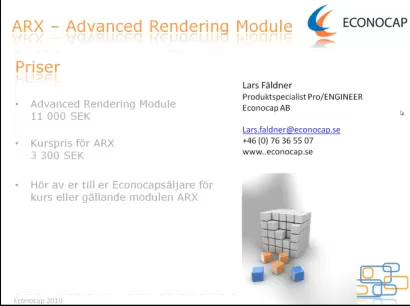 ARX – Advanced Rendering Module
ECONOCAP
Priser
• Advanced Rendering Module
11 000 SEK
• Kurspris för ARX
3 300 SEK
• Hör av er till er Econocapsäljare för
kurs eller gällande modulen ARX
Lars Fäldner
Produktspecialist Pro/ENGINEER
Econocap AB
Lars.faldner@econocap.se
+46 (0) 76 36 55 07
www..econocap.se
Econocap 2010